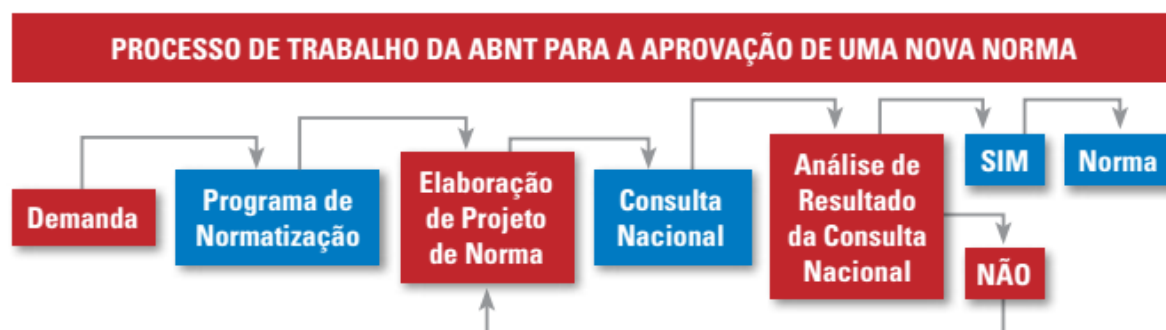 PROCESSO DE TRABALHO DA ABNT PARA A APROVAÇÃO DE UMA NOVA NORMA
Demanda
Programa de
Normatização
Elaboração
de Projeto
de Norma
Consulta
Nacional
Análise de
Resultado
da Consulta
Nacional
SIM
Norma
NÃO